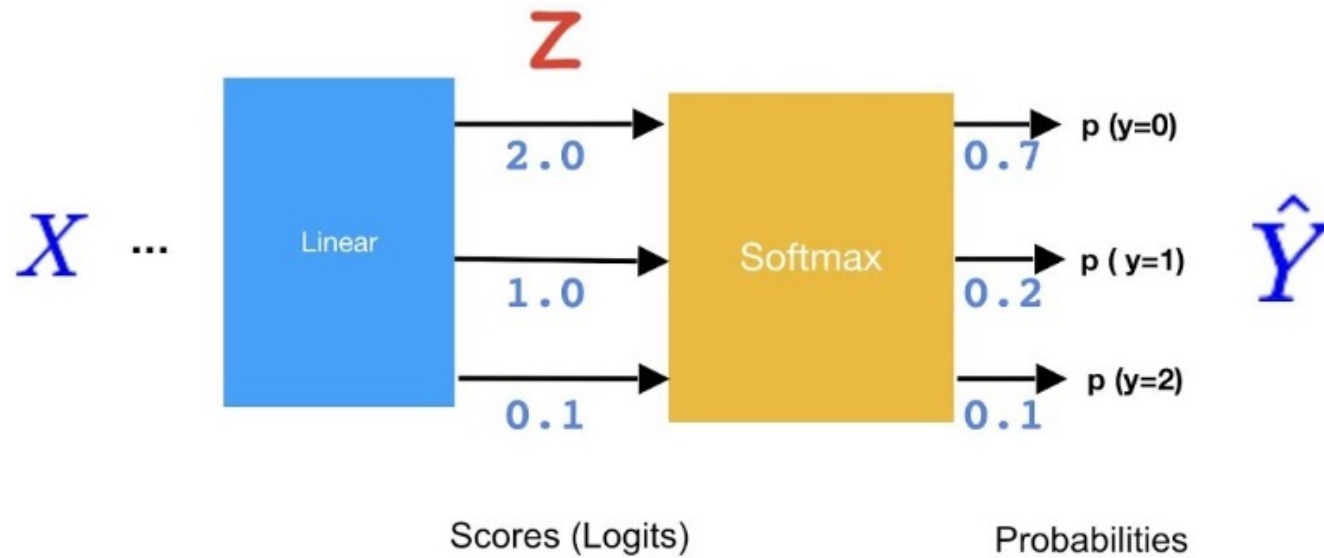 Z
2.0
0.7
p (y=0)
X
...
Linear
1.0
Softmax
0.2
p ( y=1)
Ŷ
0.1
0.1
p (y=2)
Scores (Logits)
Probabilities